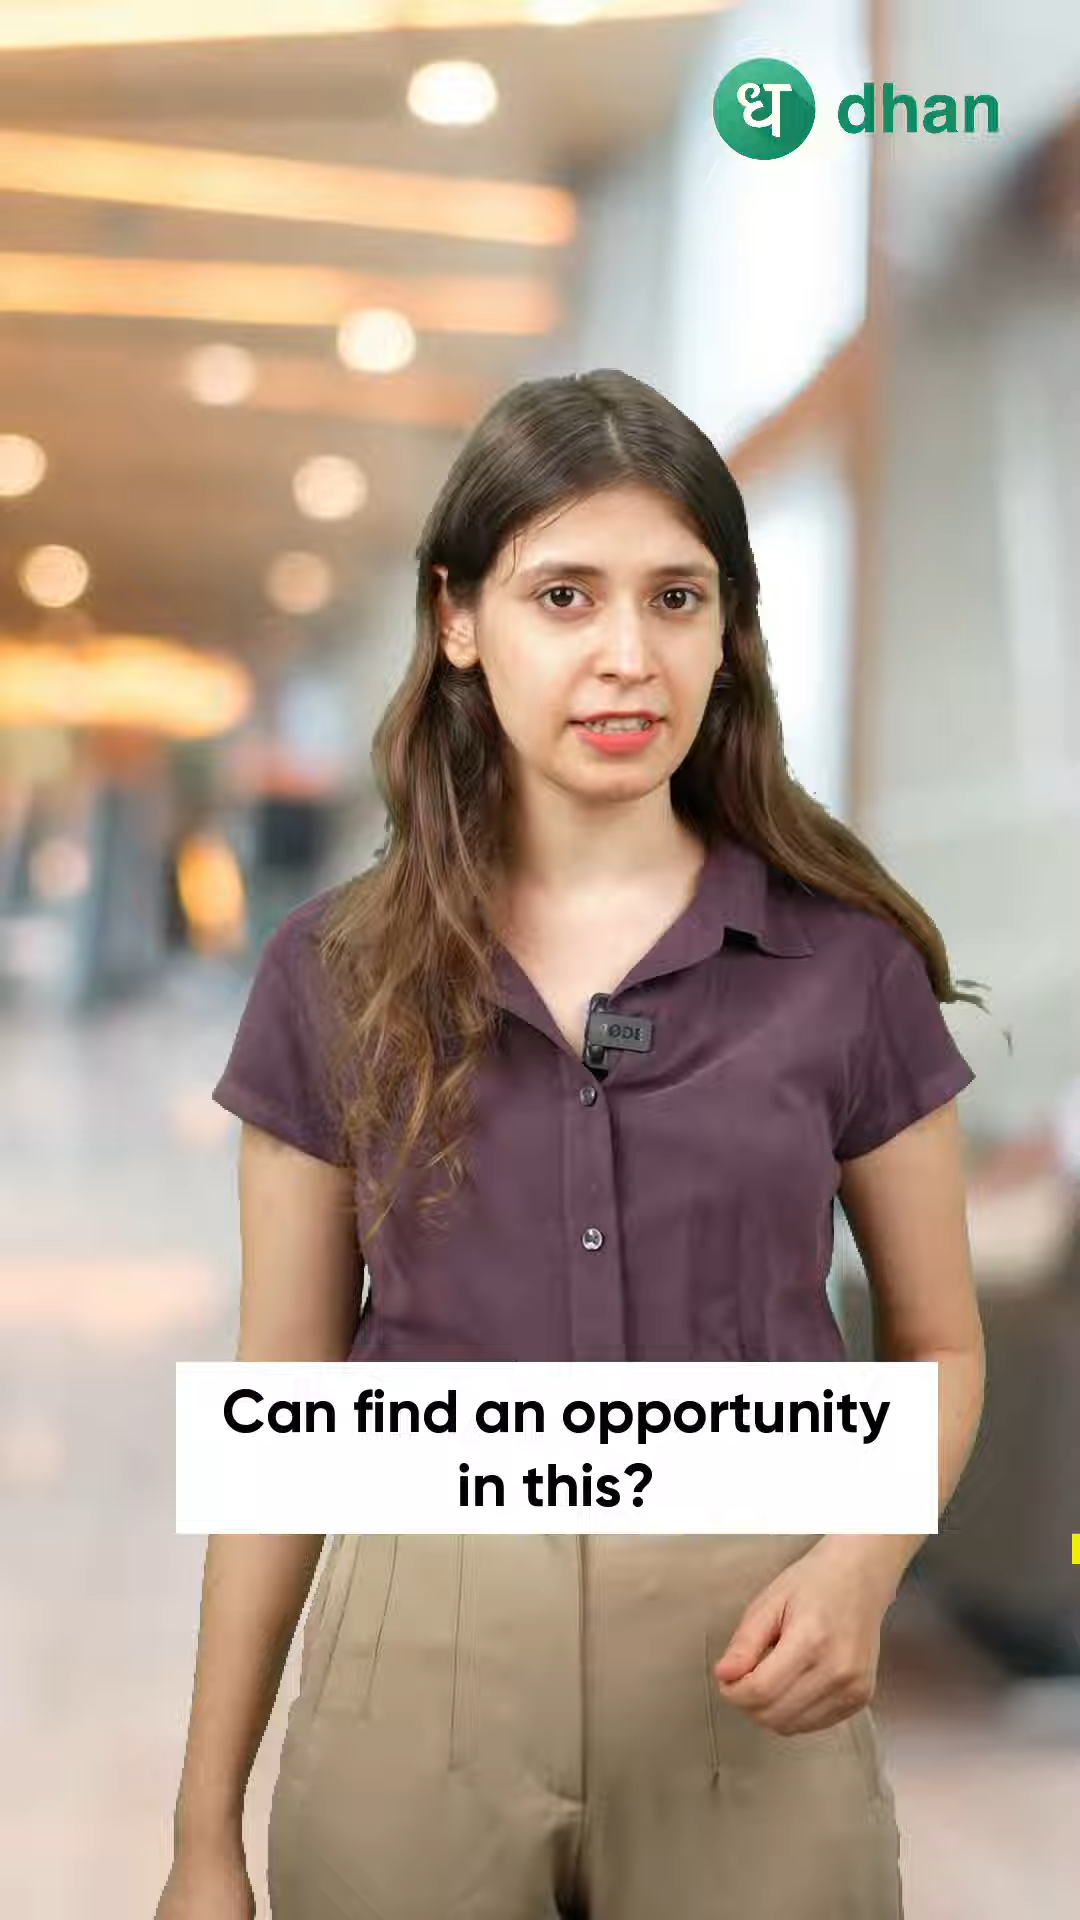 ध dhan
Can find an opportunity
in this?